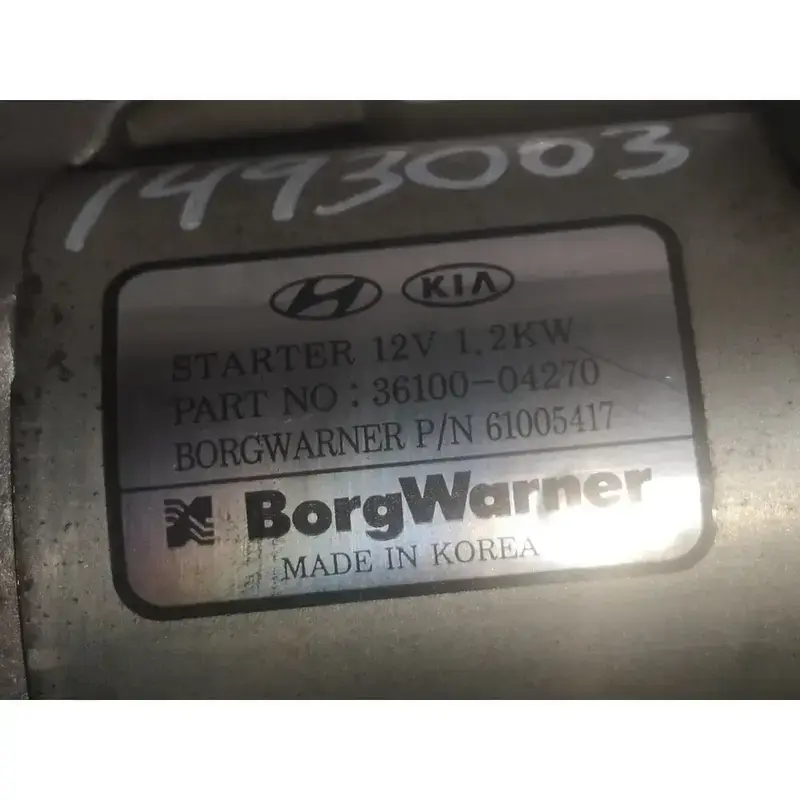 1493003
KIA
STARTER 12V 1.2KW
PART NO : 36100-04270
BORGWARNER P/N 61005417
BorgWarner
MADE IN KOREA